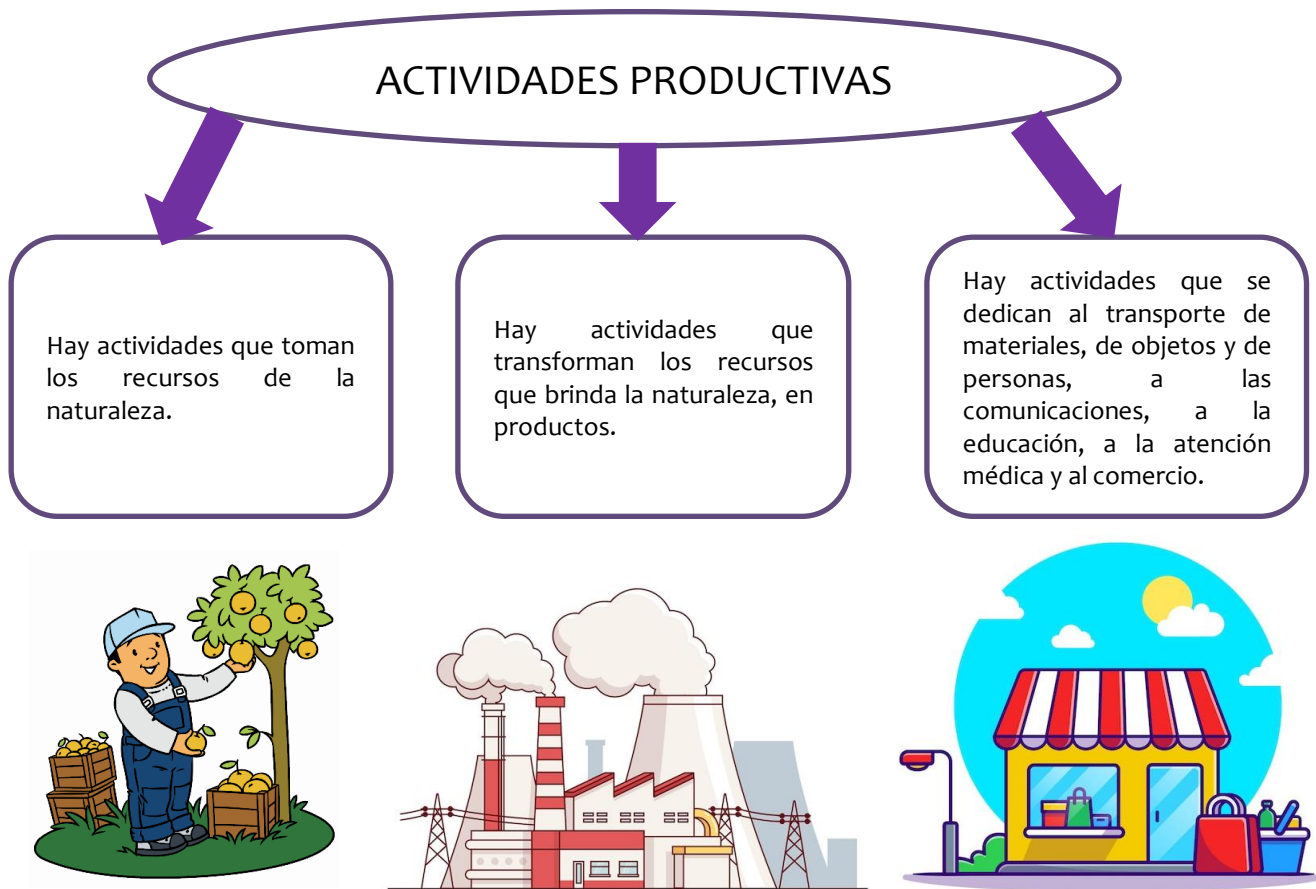 ACTIVIDADES PRODUCTIVAS
Hay actividades que toman
los recursos de la
naturaleza.
Hay actividades que
transforman los recursos
que brinda la naturaleza, en
productos.
Hay actividades que se
dedican al transporte de
materiales, de objetos y de
personas, a las
comunicaciones, a la
educación, a la atención
médica y al comercio.